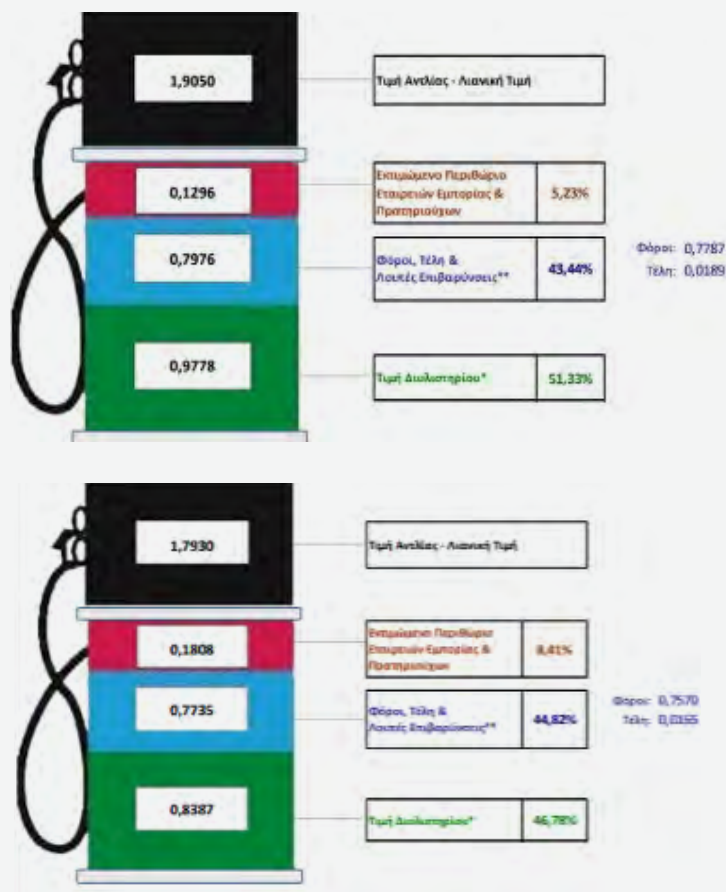 1,9050
Τιμή Αντλίας - Λιανική Τιμή
0,1296
Εκτιμώμενο Περιθώριο
Εταιρειών Εμπορίας &
Πρατηριούχων
5,23%
0,7976
Φόροι, Τέλη &
Λοιπές Επιβαρύνσεις**
43,44%
Φόροι: 0,7787
Τέλη: 0,0189
0,9778
Τιμή Διυλιστηρίου*
51,33%
1,7930
Τιμή Αντλίας - Λιανική Τιμή
0,1808
Εκτιμώμενο Περιθώριο
Εταιρειών Εμπορίας &
Πρατηριούχων
8,41%
0,7735
Φόροι, Τέλη &
Λοιπές Επιβαρύνσεις**
44,82%
Φόροι: 0,7570
Τέλη: 0,0165
0,8387
Τιμή Διυλιστηρίου*
46,78%